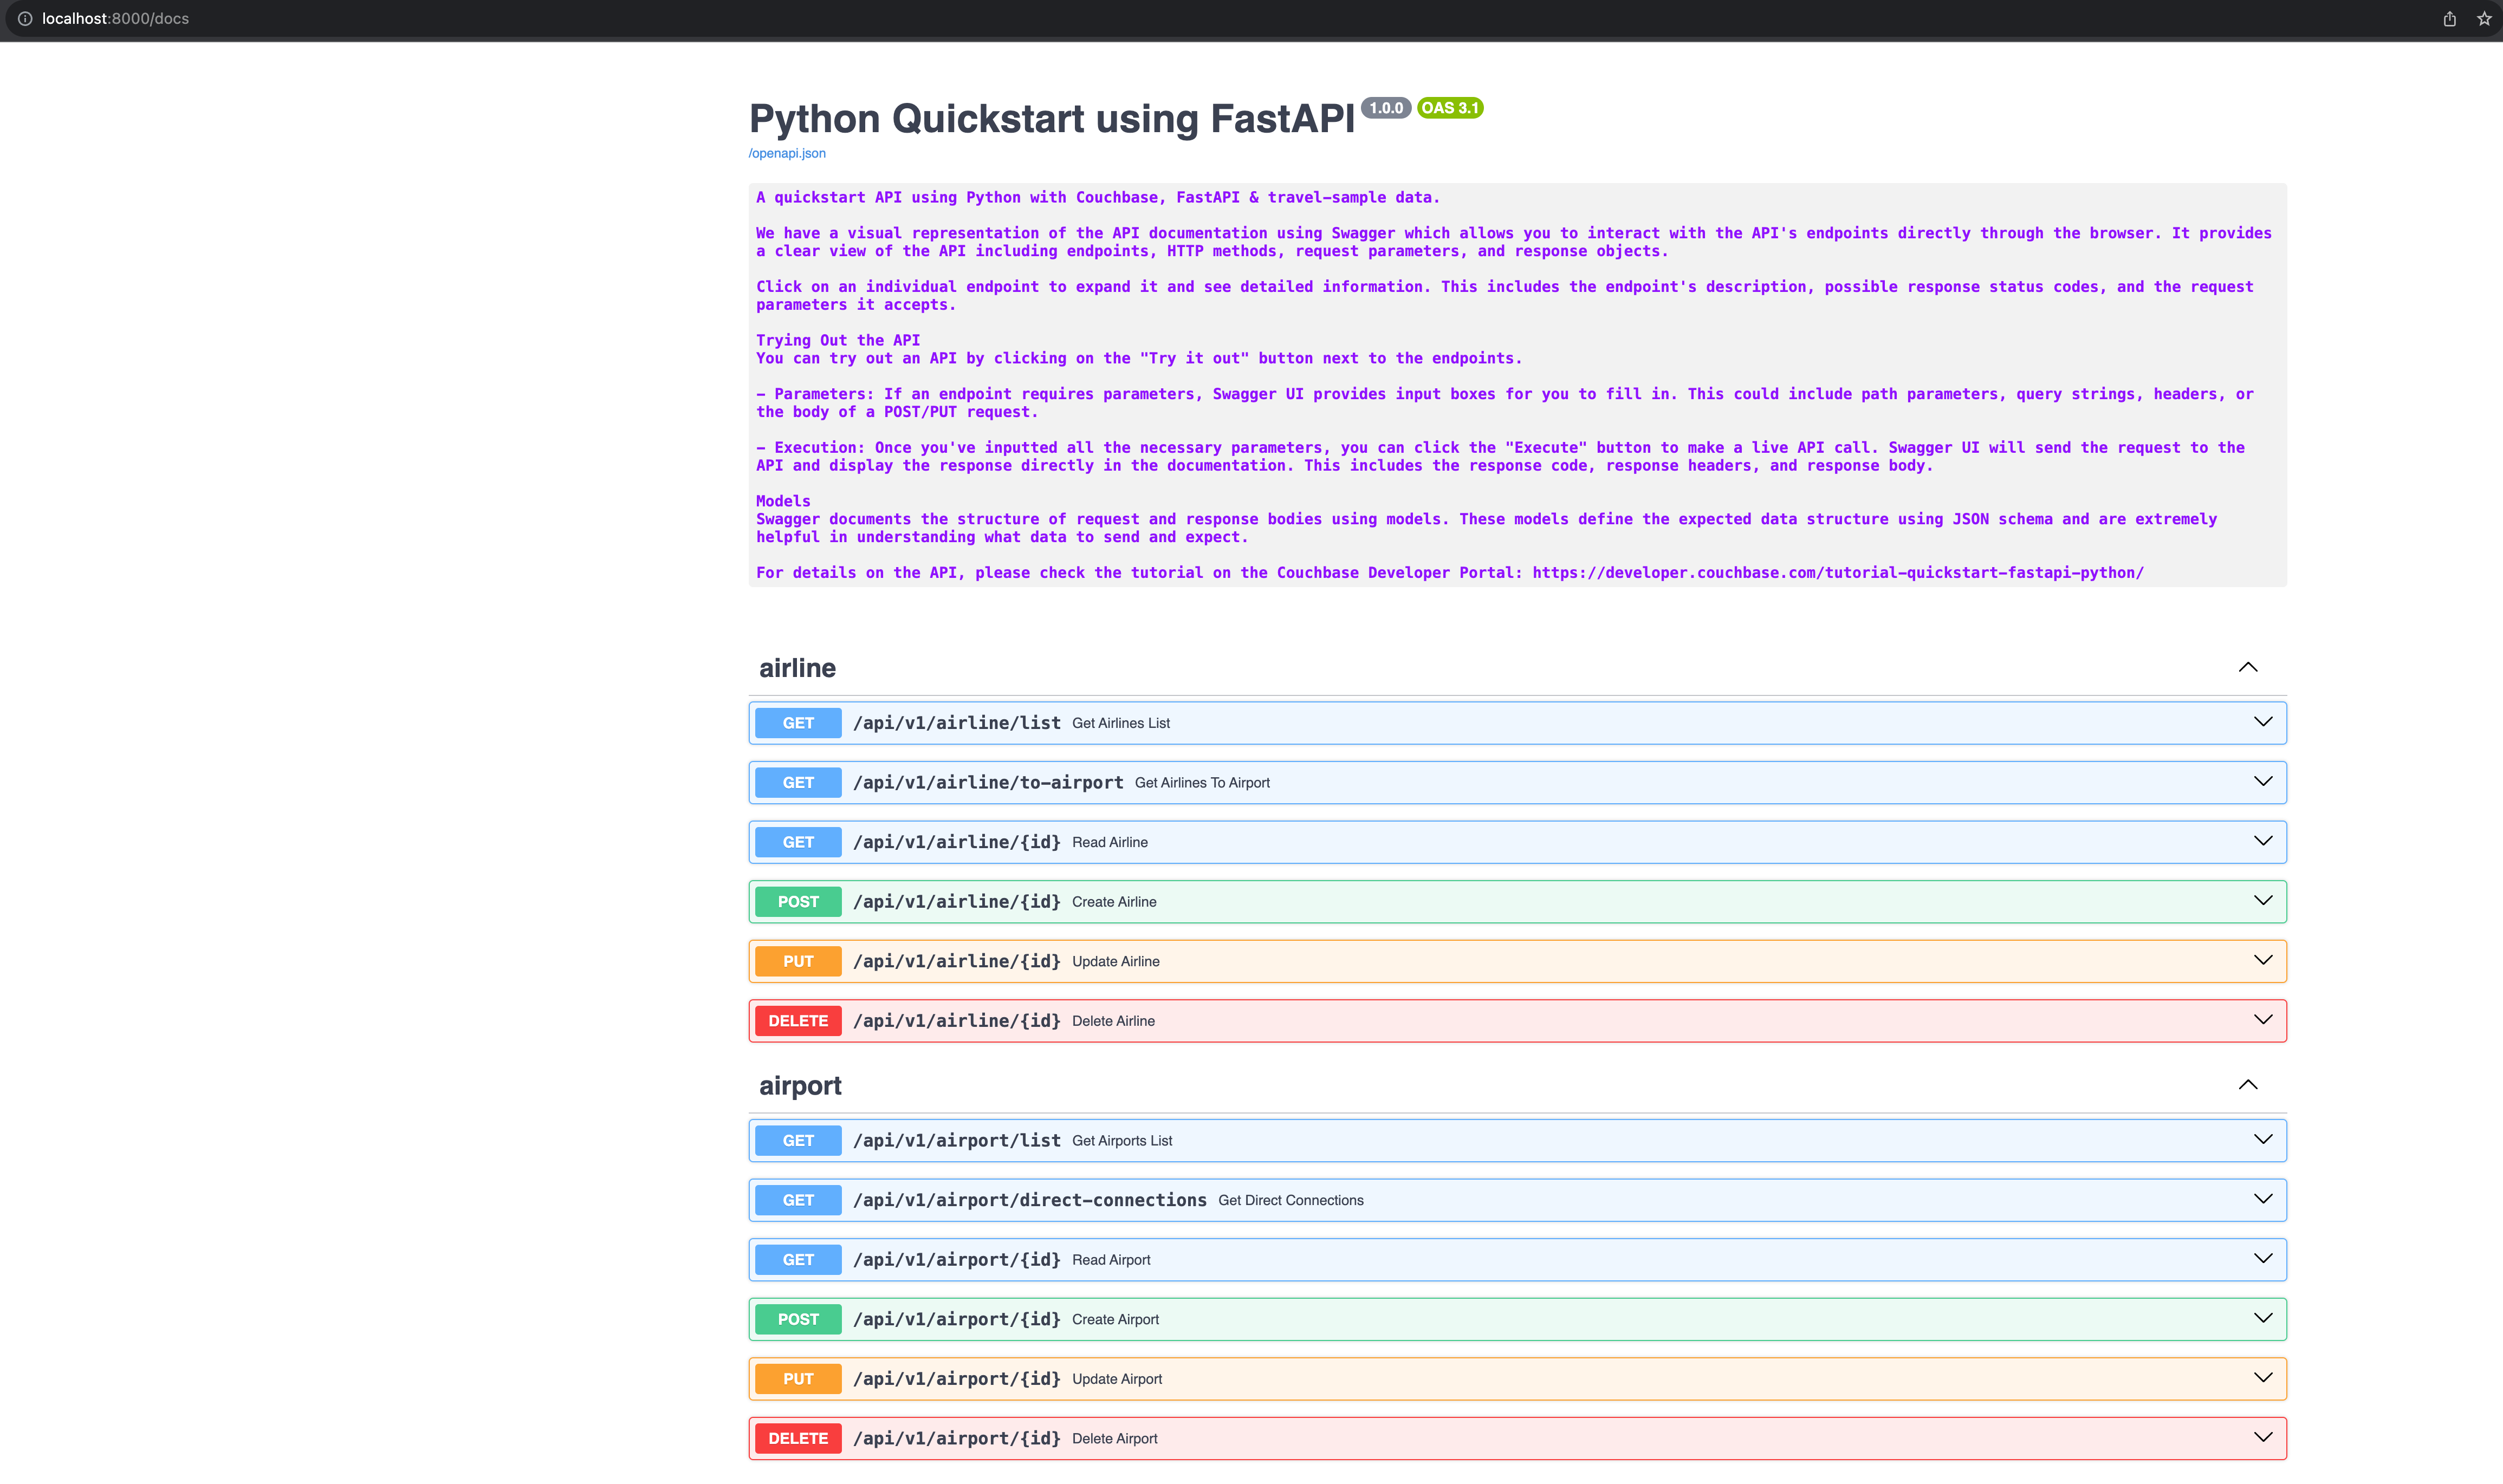 localhost:8000/docs
Python Quickstart using FastAPI 1.0.0 OAS 3.1
/openapi.json
A quickstart API using Python with Couchbase, FastAPI & travel-sample data.
We have a visual representation of the API documentation using Swagger which allows you to interact with the API's endpoints directly through the browser. It provides
a clear view of the API including endpoints, HTTP methods, request parameters, and response objects.
Click on an individual endpoint to expand it and see detailed information. This includes the endpoint's description, possible response status codes, and the request
parameters it accepts.
Trying Out the API
You can try out an API by clicking on the "Try it out" button next to the endpoints.
- Parameters: If an endpoint requires parameters, Swagger UI provides input boxes for you to fill in. This could include path parameters, query strings, headers, or
the body of a POST/PUT request.
- Execution: Once you've inputted all the necessary parameters, you can click the "Execute" button to make a live API call. Swagger UI will send the request to the
API and display the response directly in the documentation. This includes the response code, response headers, and response body.
Models
Swagger documents the structure of request and response bodies using models. These models define the expected data structure using JSON schema and are extremely
helpful in understanding what data to send and expect.
For details on the API, please check the tutorial on the Couchbase Developer Portal: https://developer.couchbase.com/tutorial-quickstart-fastapi-python/
airline
GET /api/v1/airline/list Get Airlines List
GET /api/v1/airline/to-airport Get Airlines To Airport
GET /api/v1/airline/{id} Read Airline
POST /api/v1/airline/{id} Create Airline
PUT /api/v1/airline/{id} Update Airline
DELETE /api/v1/airline/{id} Delete Airline
airport
GET /api/v1/airport/list Get Airports List
GET /api/v1/airport/direct-connections Get Direct Connections
GET /api/v1/airport/{id} Read Airport
POST /api/v1/airport/{id} Create Airport
PUT /api/v1/airport/{id} Update Airport
DELETE /api/v1/airport/{id} Delete Airport